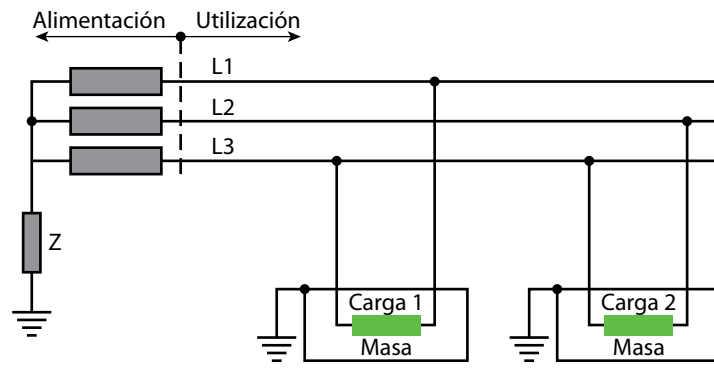 Alimentación Utilización
L1
L2
L3
Z
Carga 1 Carga 2
Masa Masa